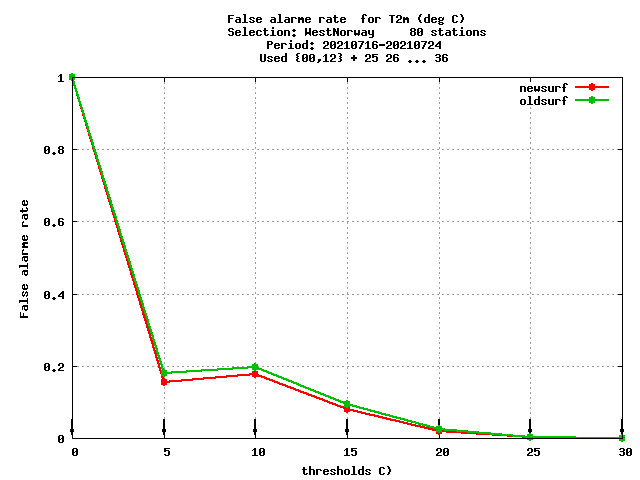 False alarme rate  for T2m (deg C)
Selection: WestNorway     80 stations
Period: 20210716-20210724
Used {00,12} + 25 26 ... 36
newsurf
oldsurf
1
0.8
0.6
0.4
0.2
0
False alarme rate
0 5 10 15 20 25 30
thresholds C)